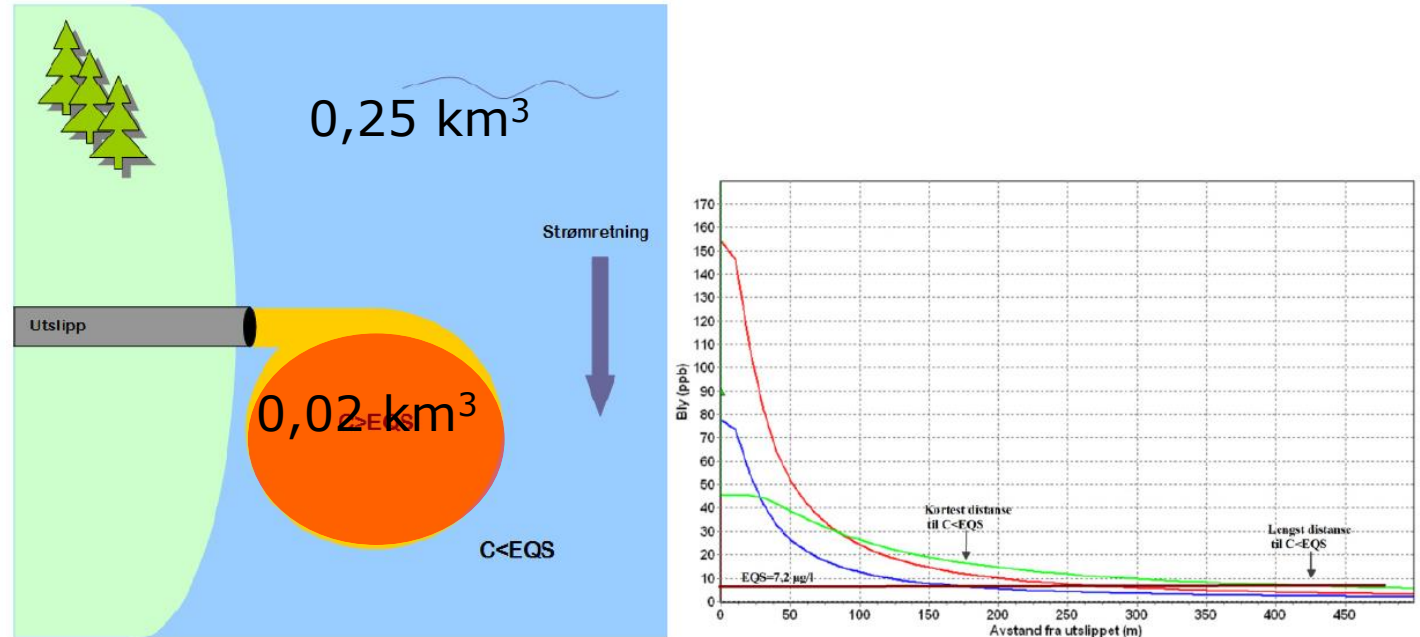 0,25 km³
Strømretning
Utslipp
0,02 km³
C>EQS
C<EQS
Bly (ppb)
170
160
150
140
130
120
110
100
90
80
70
60
50
40
30
20
10
0
Kortest distanse
til C<EQS
Lengst distanse
til C<EQS
EQS=7,2 µg/l
0 50 100 150 200 250 300 350 400 450
Avstand fra utslippet (m)